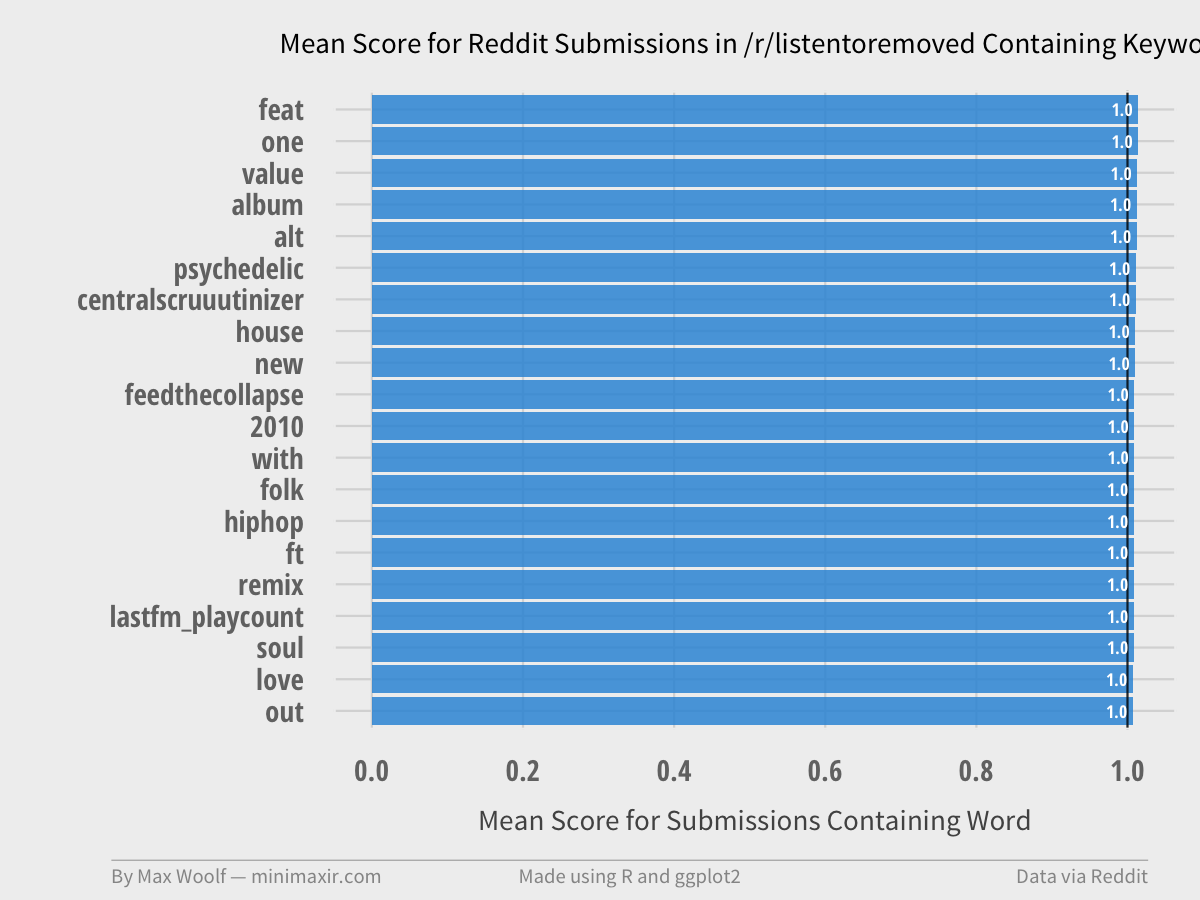 Mean Score for Reddit Submissions in /r/listentoremoved Containing Keywo
feat 1.0
one 1.0
value 1.0
album 1.0
alt 1.0
psychedelic 1.0
centralscruuutinizer 1.0
house 1.0
new 1.0
feedthecollapse 1.0
2010 1.0
with 1.0
folk 1.0
hiphop 1.0
ft 1.0
remix 1.0
lastfm_playcount 1.0
soul 1.0
love 1.0
out 1.0
0.0 0.2 0.4 0.6 0.8 1.0
Mean Score for Submissions Containing Word
By Max Woolf — minimaxir.com Made using R and ggplot2 Data via Reddit